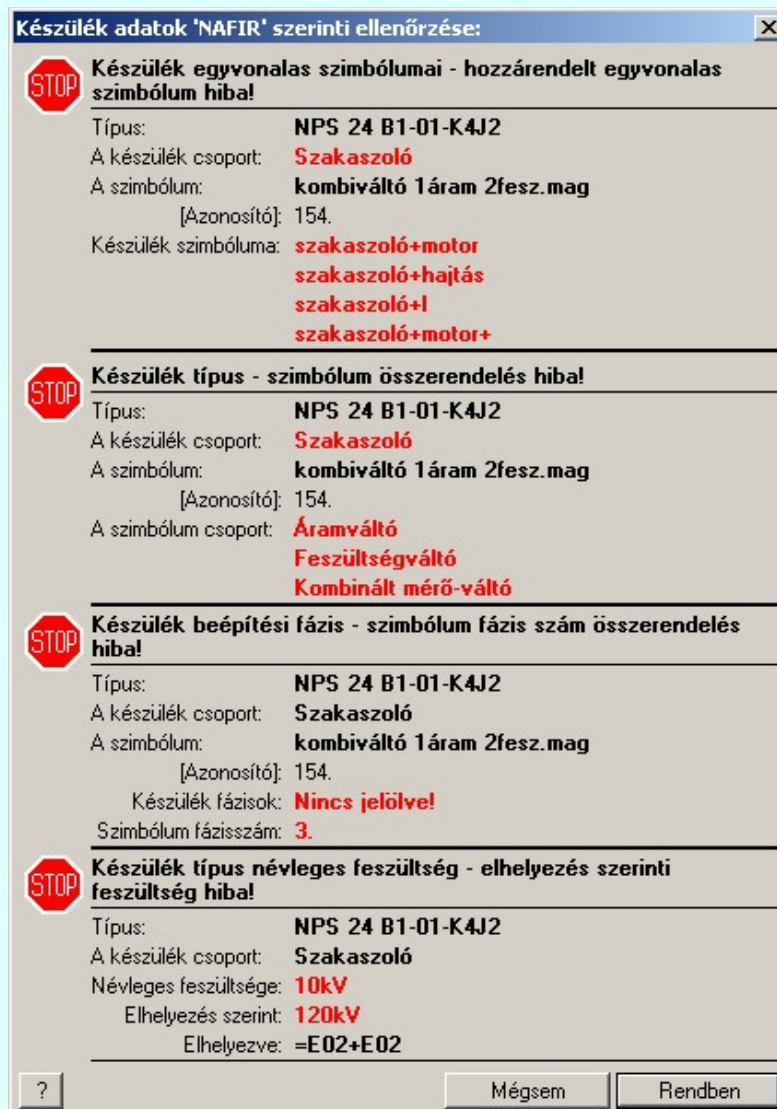 Készülék adatok 'NAFIR' szerinti ellenőrzése:
STOP
Készülék egyvonalas szimbólumai - hozzárendelt egyvonalas
szimbólum hiba!
Típus: NPS 24 B1-01-K4J2
A készülék csoport: Szakaszoló
A szimbólum: kombiváltó 1áram 2fesz.mag
[Azonosító]: 154.
Készülék szimbóluma: szakaszoló+motor
szakaszoló+hajtás
szakaszoló+l
szakaszoló+motor+
STOP
Készülék típus - szimbólum összerendelés hiba!
Típus: NPS 24 B1-01-K4J2
A készülék csoport: Szakaszoló
A szimbólum: kombiváltó 1áram 2fesz.mag
[Azonosító]: 154.
A szimbólum csoport: Áramváltó
Feszültségváltó
Kombinált mérő-váltó
STOP
Készülék beépítési fázis - szimbólum fázis szám összerendelés
hiba!
Típus: NPS 24 B1-01-K4J2
A készülék csoport: Szakaszoló
A szimbólum: kombiváltó 1áram 2fesz.mag
[Azonosító]: 154.
Készülék fázisok: Nincs jelölve!
Szimbólum fázisszám: 3.
STOP
Készülék típus névleges feszültség - elhelyezés szerinti
feszültség hiba!
Típus: NPS 24 B1-01-K4J2
A készülék csoport: Szakaszoló
Névleges feszültsége: 10kV
Elhelyezés szerint: 120kV
Elhelyezve: =E02+E02
? Mégsem Rendben